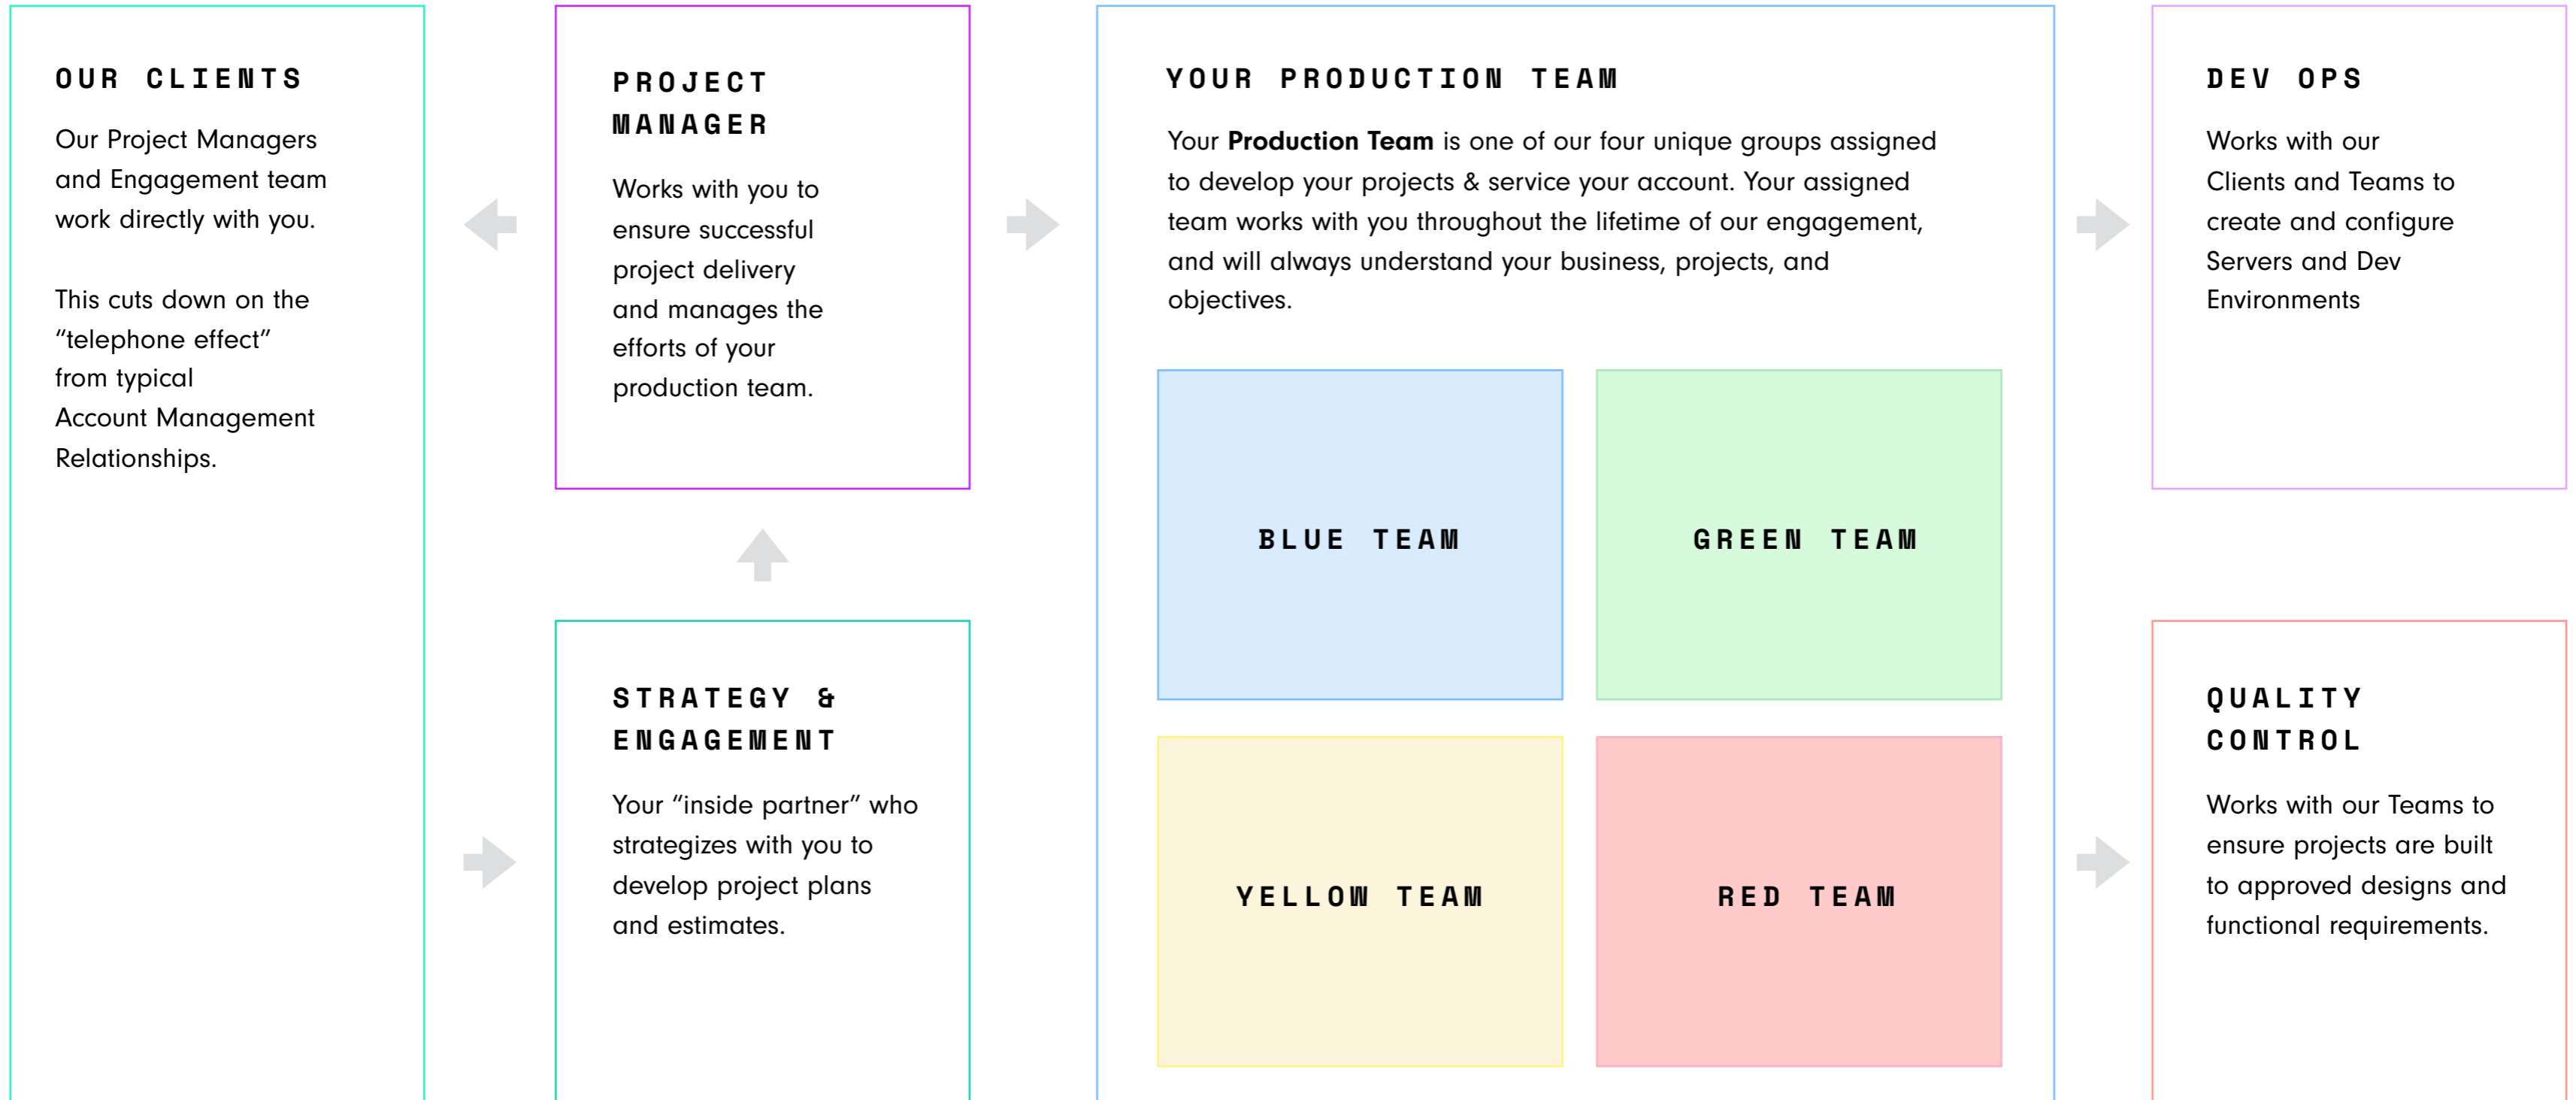 OUR CLIENTS
Our Project Managers
and Engagement team
work directly with you.
This cuts down on the
“telephone effect”
from typical
Account Management
Relationships.
PROJECT
MANAGER
Works with you to
ensure successful
project delivery
and manages the
efforts of your
production team.
STRATEGY &
ENGAGEMENT
Your “inside partner” who
strategizes with you to
develop project plans
and estimates.
YOUR PRODUCTION TEAM
Your Production Team is one of our four unique groups assigned
to develop your projects & service your account. Your assigned
team works with you throughout the lifetime of our engagement,
and will always understand your business, projects, and
objectives.
BLUE TEAM
GREEN TEAM
YELLOW TEAM
RED TEAM
DEV OPS
Works with our
Clients and Teams to
create and configure
Servers and Dev
Environments
QUALITY
CONTROL
Works with our Teams to
ensure projects are built
to approved designs and
functional requirements.